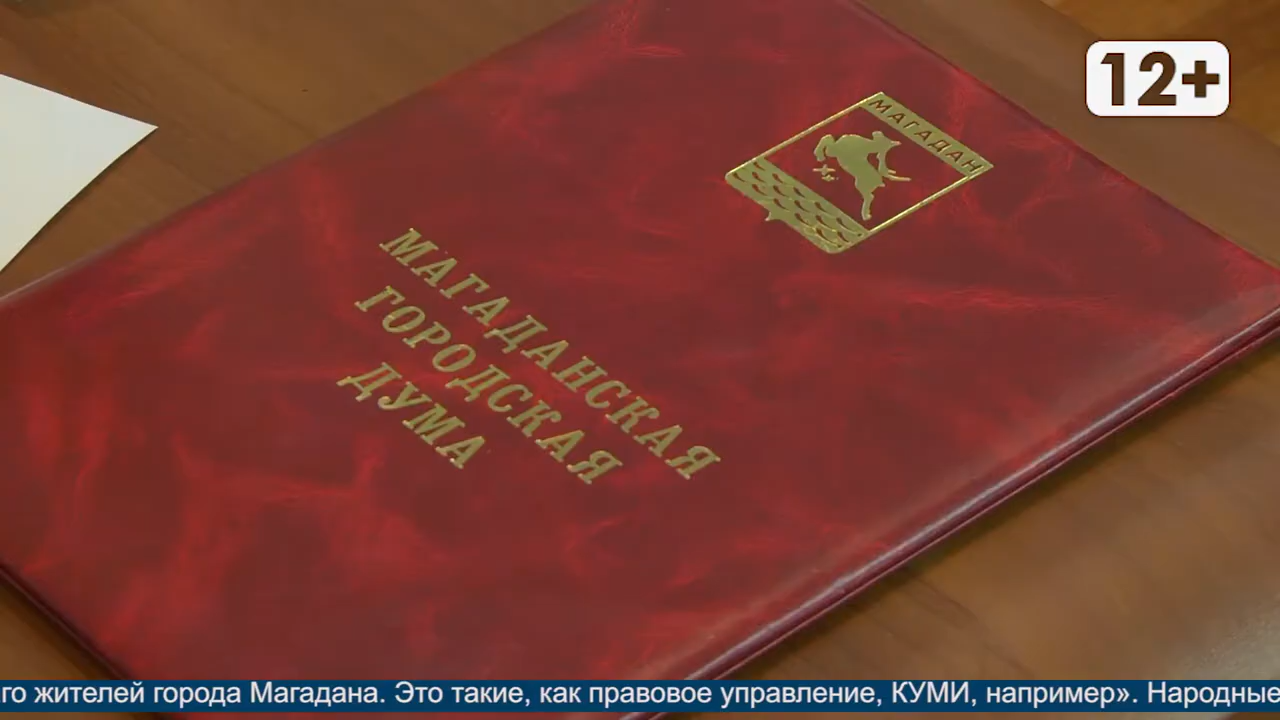 12+
МАГАДАН
МАГАДАНСКАЯ
ГОРОДСКАЯ
ДУМА
го жителей города Магадана. Это такие, как правовое управление, КУМИ, например». Народные